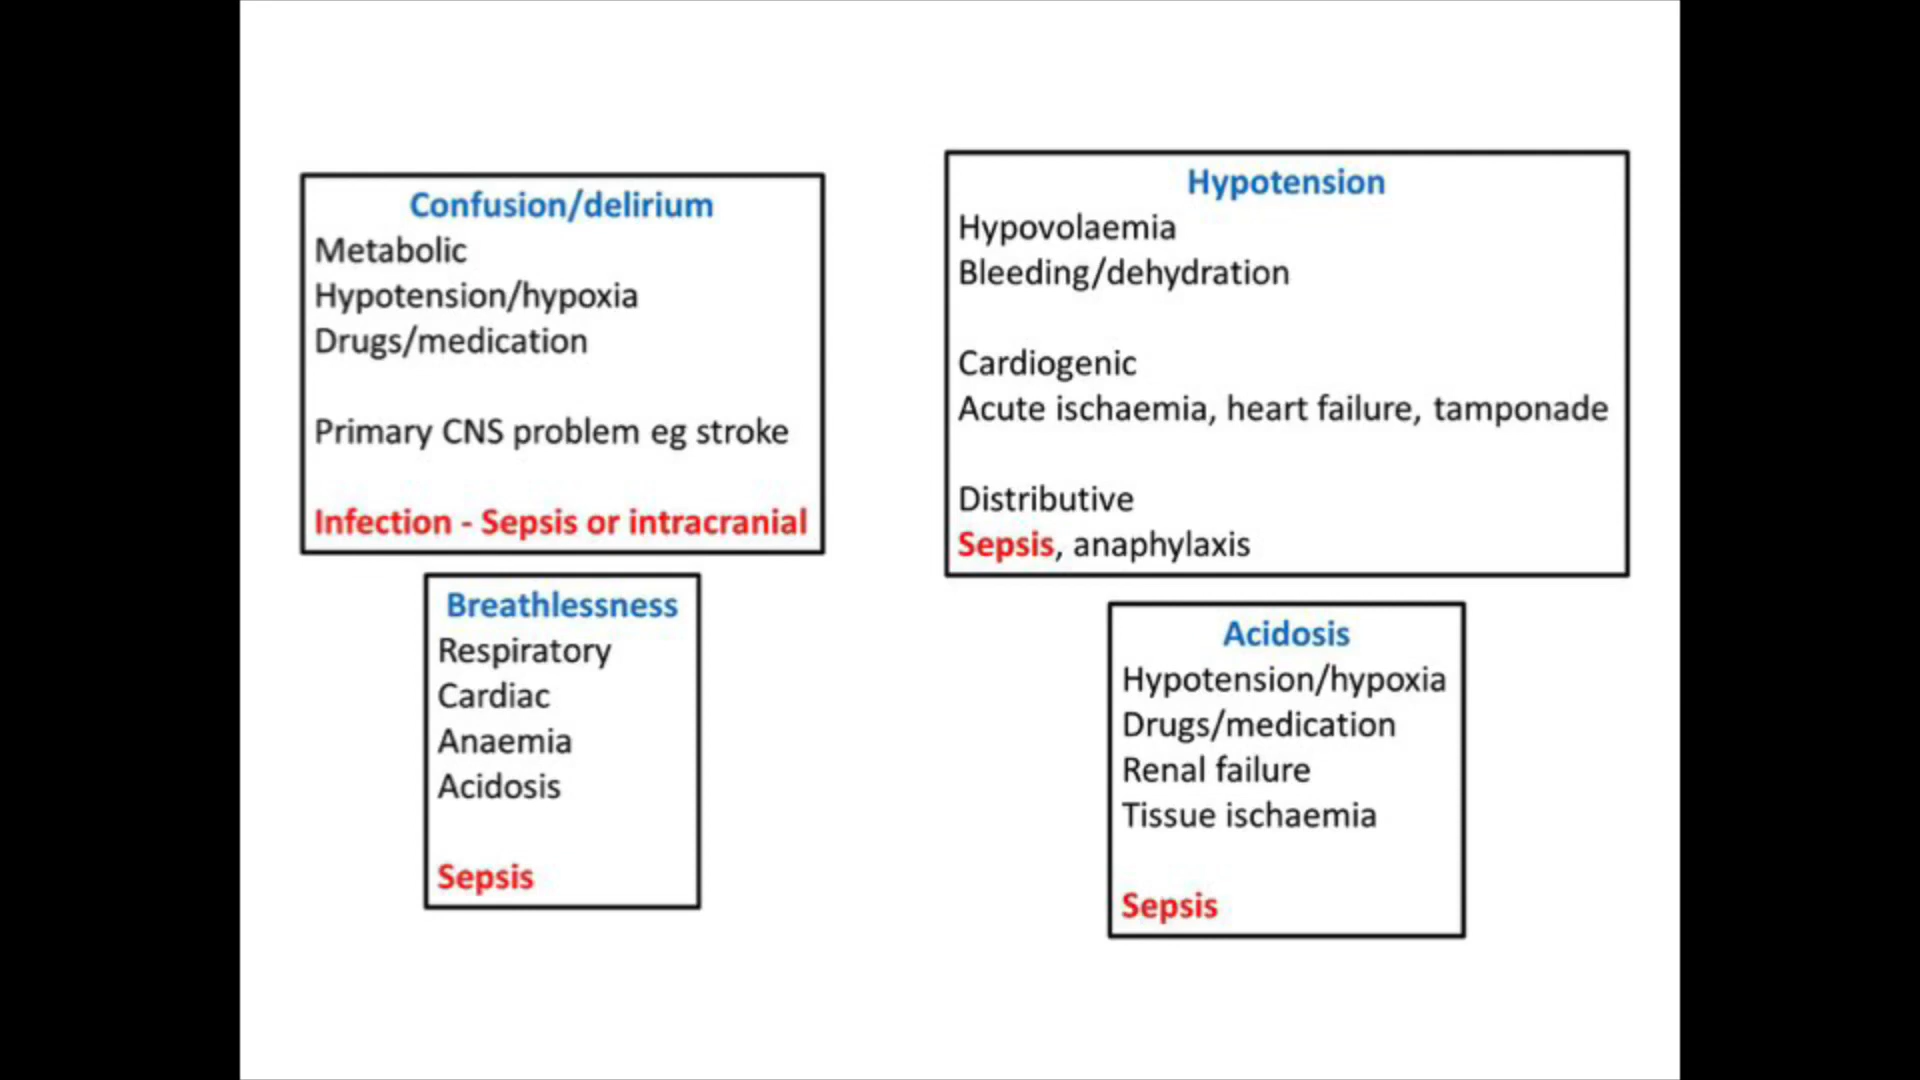 Confusion/delirium
Metabolic
Hypotension/hypoxia
Drugs/medication
Primary CNS problem eg stroke
Infection - Sepsis or intracranial
Breathlessness
Respiratory
Cardiac
Anaemia
Acidosis
Sepsis
Hypotension
Hypovolaemia
Bleeding/dehydration
Cardiogenic
Acute ischaemia, heart failure, tamponade
Distributive
Sepsis, anaphylaxis
Acidosis
Hypotension/hypoxia
Drugs/medication
Renal failure
Tissue ischaemia
Sepsis